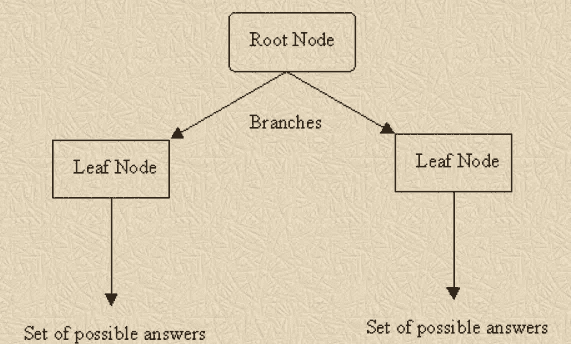 Root Node
Branches
Leaf Node
Leaf Node
Set of possible answers
Set of possible answers